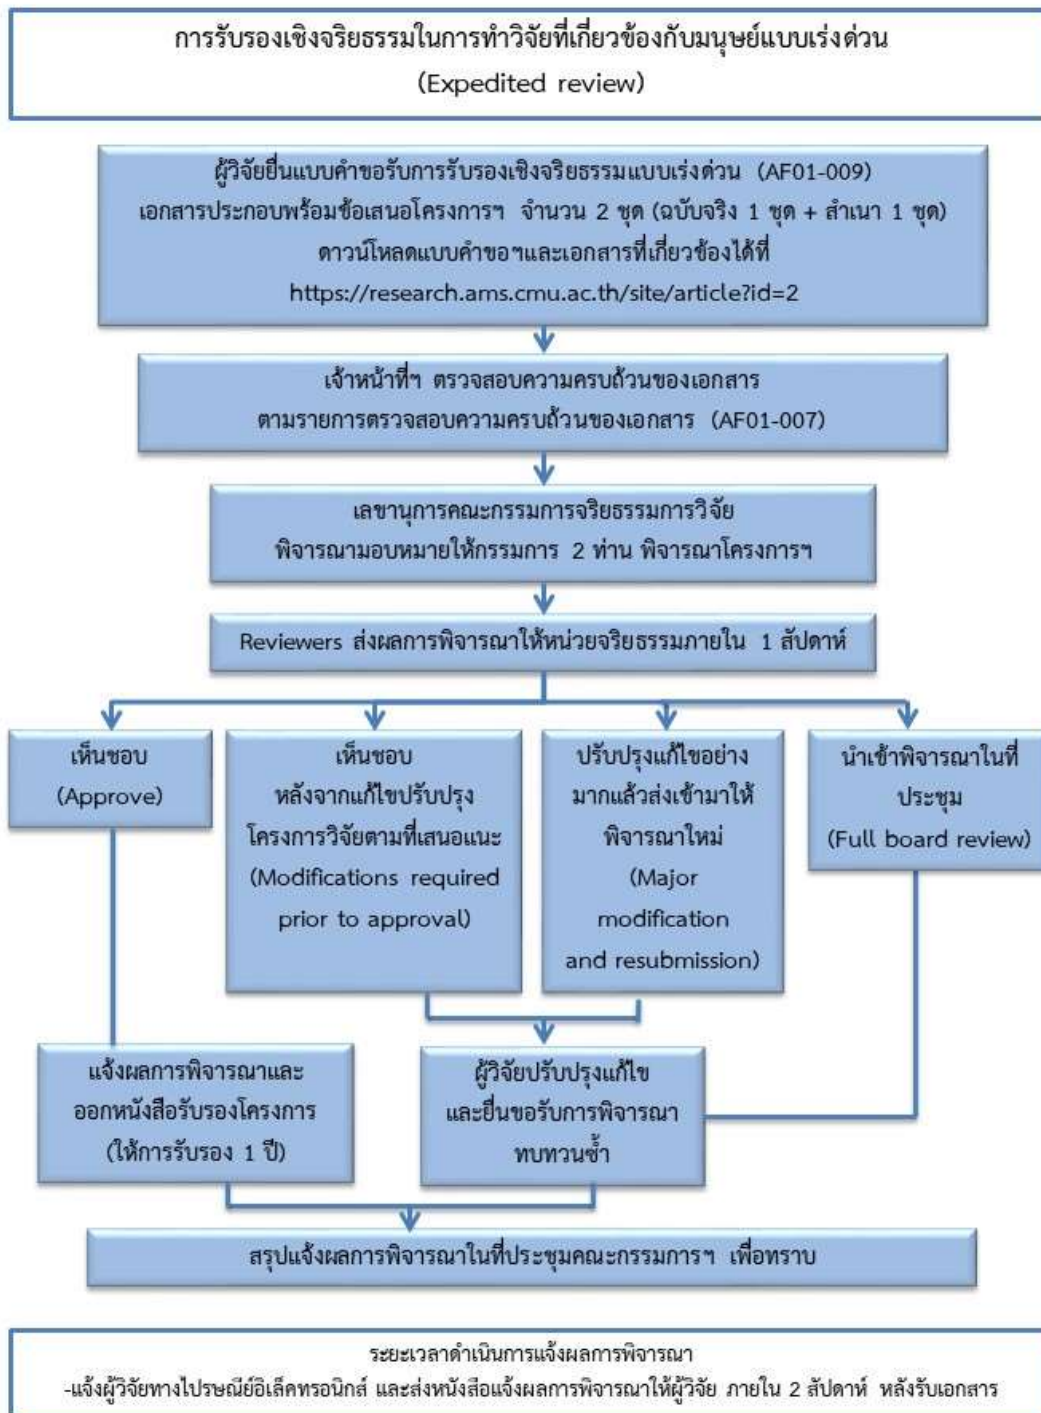 การรับรองเชิงจริยธรรมในการทำวิจัยที่เกี่ยวข้องกับมนุษย์แบบเร่งด่วน
(Expedited review)
ผู้วิจัยยื่นแบบคำขอรับการรับรองเชิงจริยธรรมแบบเร่งด่วน (AF01-009)
เอกสารประกอบพร้อมข้อเสนอโครงการฯ จำนวน 2 ชุด (ฉบับจริง 1 ชุด + สำเนา 1 ชุด)
ดาวน์โหลดแบบคำขอฯและเอกสารที่เกี่ยวข้องได้ที่
https://research.ams.cmu.ac.th/site/article?id=2
เจ้าหน้าที่ฯ ตรวจสอบความครบถ้วนของเอกสาร
ตามรายการตรวจสอบความครบถ้วนของเอกสาร (AF01-007)
เลขานุการคณะกรรมการจริยธรรมการวิจัย
พิจารณามอบหมายให้กรรมการ 2 ท่าน พิจารณาโครงการฯ
Reviewers ส่งผลการพิจารณาให้หน่วยจริยธรรมภายใน 1 สัปดาห์
เห็นชอบ
(Approve)
เห็นชอบ
หลังจากแก้ไขปรับปรุง
โครงการวิจัยตามที่เสนอแนะ
(Modifications required
prior to approval)
ปรับปรุงแก้ไขอย่าง
มากแล้วส่งเข้ามาให้
พิจารณาใหม่
(Major
modification
and resubmission)
นำเข้าพิจารณาในที่
ประชุม
(Full board review)
แจ้งผลการพิจารณาและ
ออกหนังสือรับรองโครงการ
(ให้การรับรอง 1 ปี)
ผู้วิจัยปรับปรุงแก้ไข
และยื่นขอรับการพิจารณา
ทบทวนซ้ำ
สรุปแจ้งผลการพิจารณาในที่ประชุมคณะกรรมการฯ เพื่อทราบ
ระยะเวลาดำเนินการแจ้งผลการพิจารณา
-แจ้งผู้วิจัยทางไปรษณีย์อิเล็คทรอนิกส์ และส่งหนังสือแจ้งผลการพิจารณาให้ผู้วิจัย ภายใน 2 สัปดาห์ หลังรับเอกสาร